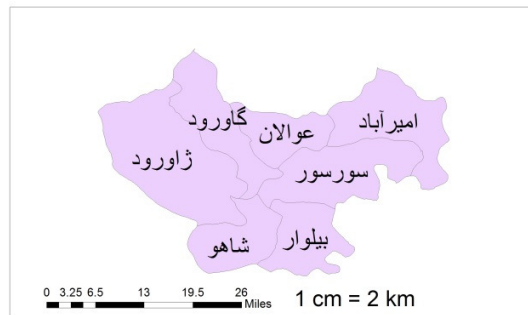 امیرآباد
گاورود
عوالان
ژاورود
سورسور
بیلوار
شاهو
0 3.25 6.5 13 19.5 26
Miles
1 cm = 2 km